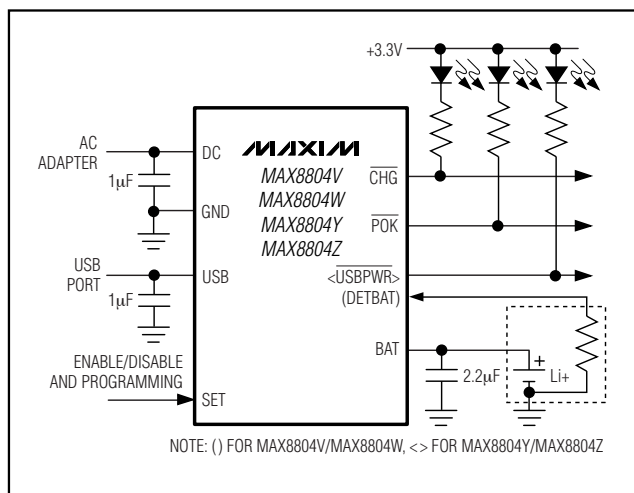 +3.3V
AC
ADAPTER
DC
MAXIM
1μF
MAX8804V
CHG
MAX8804W
GND
MAX8804Y
POK
MAX8804Z
USB
PORT
USB
<USBPWR>
(DETBAT)
1μF
BAT
ENABLE/DISABLE
AND PROGRAMMING
2.2μF
+
Li+
SET
NOTE: () FOR MAX8804V/MAX8804W, <> FOR MAX8804Y/MAX8804Z